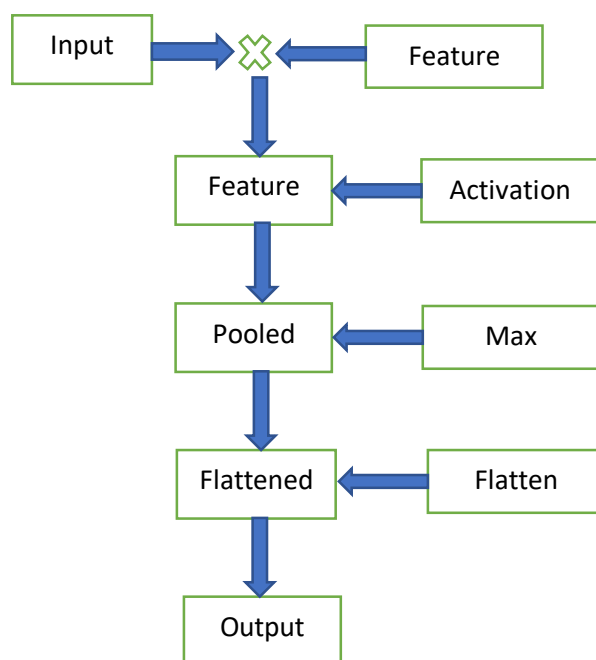 Input
Feature
Feature
Activation
Pooled
Max
Flattened
Flatten
Output